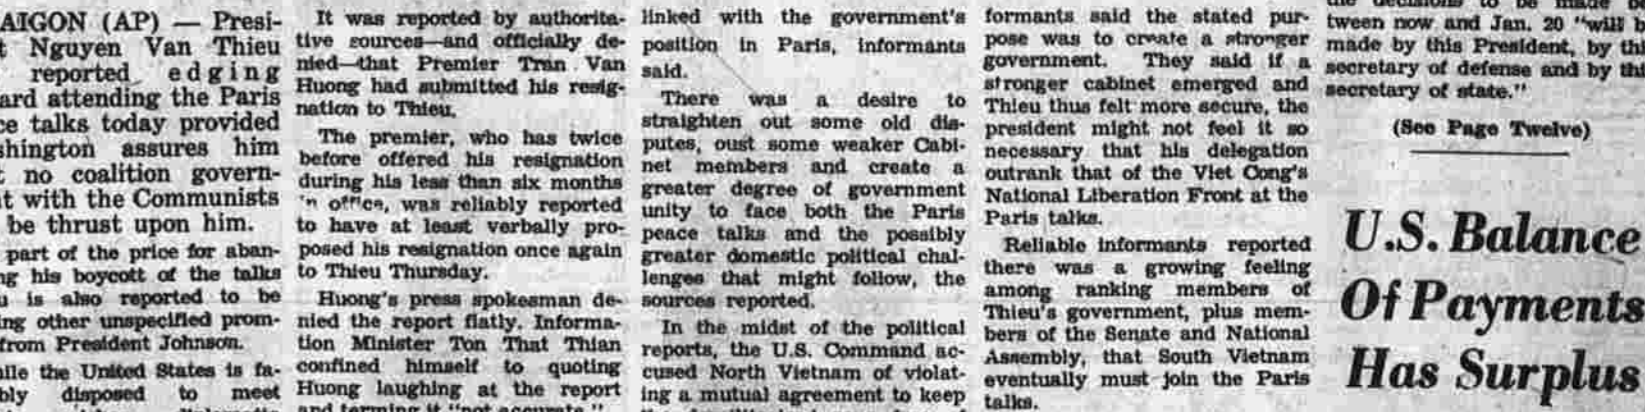 AIGON (AP) — Presi-
t Nguyen Van Thieu
reported edging
ard attending the Paris
ce talks today provided
shington assures him
t no coalition govern-
t with the Communists
be thrust upon him.
part of the price for aban-
ng his boycott of the talks
u is also reported to be
ing other unspecified prom-
from President Johnson.
ile the United States is fa-
bly disposed to meet
It was reported by authorita-
tive sources—and officially de-
nied—that Premier Tran Van
Huong had submitted his resig-
nation to Thieu.
The premier, who has twice
before offered his resignation
during his less than six months
in office, was reliably reported
to have at least verbally pro-
posed his resignation once again
to Thieu Thursday.
Huong's press spokesman de-
nied the report flatly. Informa-
tion Minister Ton That Thian
confined himself to quoting
Huong laughing at the report
and terming it "not accurate."
linked with the government's
position in Paris, informants
said.
There was a desire to
straighten out some old dis-
putes, oust some weaker Cabi-
net members and create a
greater degree of government
unity to face both the Paris
peace talks and the possibly
greater domestic political chal-
lenges that might follow, the
sources reported.
In the midst of the political
reports, the U.S. Command ac-
cused North Vietnam of violat-
ing a mutual agreement to keep
formants said the stated pur-
pose was to create a stronger
government. They said if a
stronger cabinet emerged and
Thieu thus felt more secure, the
president might not feel it so
necessary that his delegation
outrank that of the Viet Cong's
National Liberation Front at the
Paris talks.
Reliable informants reported
there was a growing feeling
among ranking members of
Thieu's government, plus mem-
bers of the Senate and National
Assembly, that South Vietnam
eventually must join the Paris
talks.
the decisions to be made be
tween now and Jan. 20 "will b
made by this President, by thi
secretary of defense and by thi
secretary of state."
(See Page Twelve)
U.S. Balance
Of Payments
Has Surplus